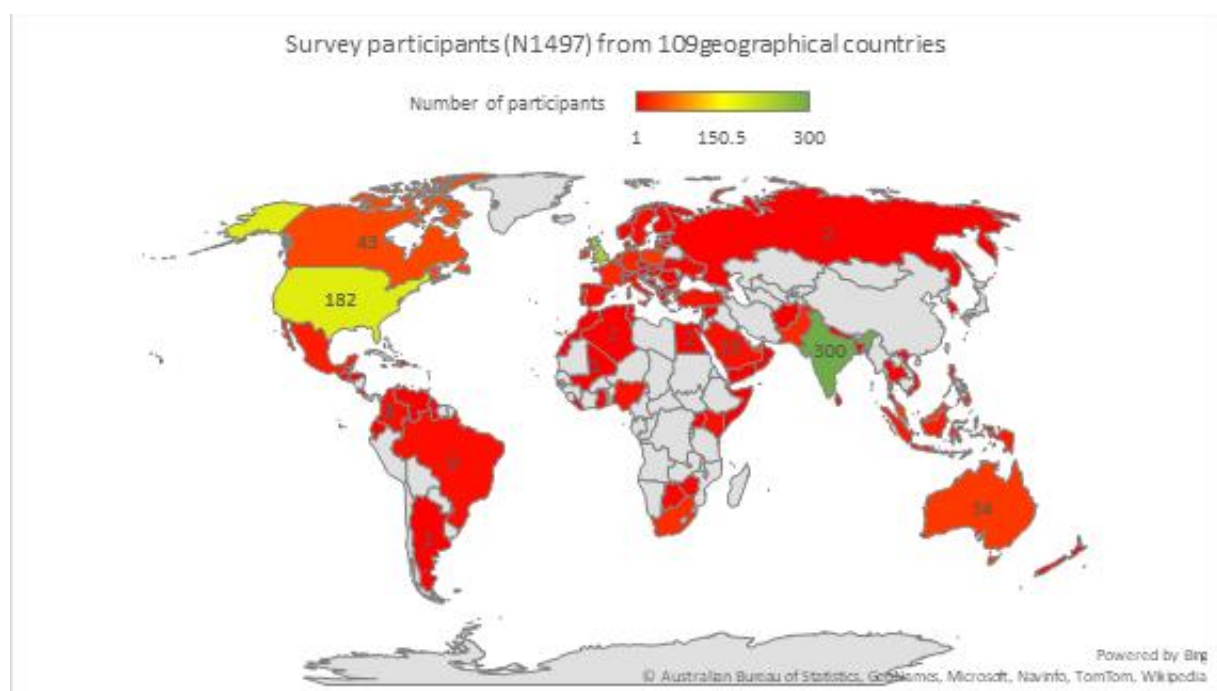 Survey participants (N1497) from 109geographical countries
Number of participants
1 150.5 300
43
2
182
300
34
Powered by Bing
© Australian Bureau of Statistics, GeoNames, Microsoft, Navinfo, TomTom, Wikipedia